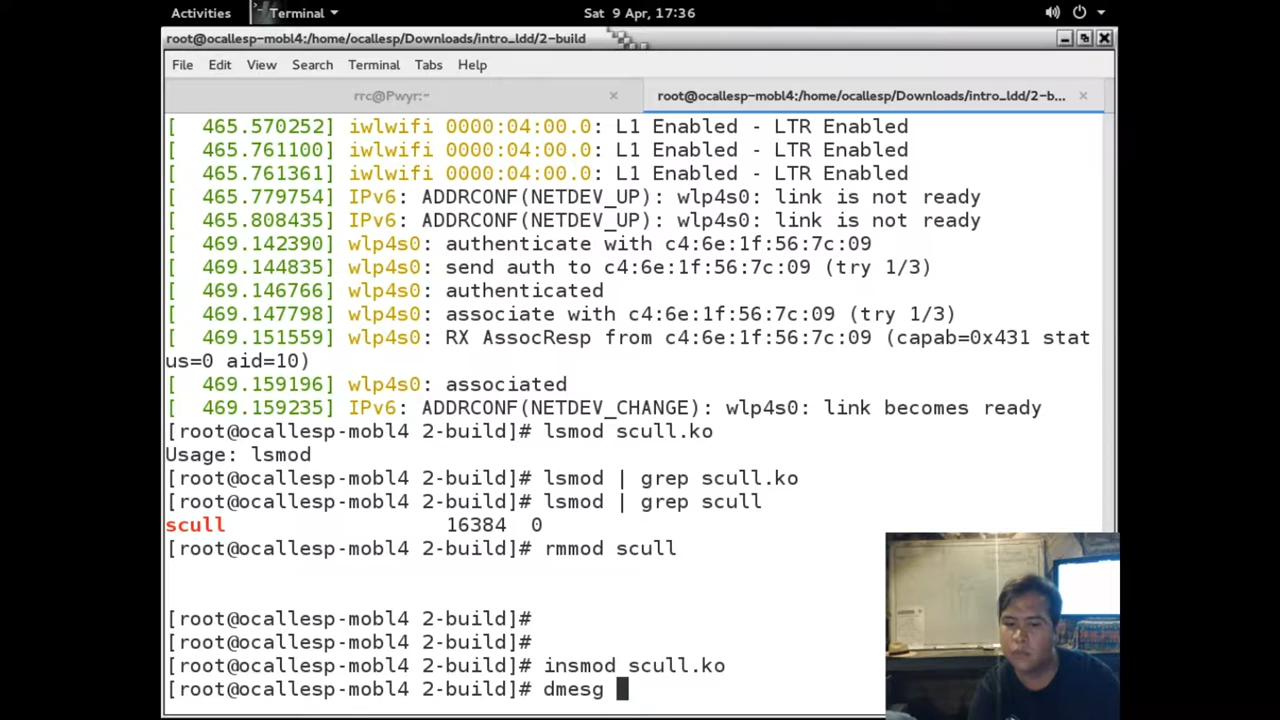 Activities
Terminal
Sat 9 Apr, 17:36
root@ocallesp-mobl4:/home/ocallesp/Downloads/intro_ldd/2-build
File Edit View Search Terminal Tabs Help
rrc@Pwyr:~
root@ocallesp-mobl4:/home/ocallesp/Downloads/intro_ldd/2-b...
[  465.570252] iwlwifi 0000:04:00.0: L1 Enabled - LTR Enabled
[  465.761100] iwlwifi 0000:04:00.0: L1 Enabled - LTR Enabled
[  465.761361] iwlwifi 0000:04:00.0: L1 Enabled - LTR Enabled
[  465.779754] IPv6: ADDRCONF(NETDEV_UP): wlp4s0: link is not ready
[  465.808435] IPv6: ADDRCONF(NETDEV_UP): wlp4s0: link is not ready
[  469.142390] wlp4s0: authenticate with c4:6e:1f:56:7c:09
[  469.144835] wlp4s0: send auth to c4:6e:1f:56:7c:09 (try 1/3)
[  469.146766] wlp4s0: authenticated
[  469.147798] wlp4s0: associate with c4:6e:1f:56:7c:09 (try 1/3)
[  469.151559] wlp4s0: RX AssocResp from c4:6e:1f:56:7c:09 (capab=0x431 stat
us=0 aid=10)
[  469.159196] wlp4s0: associated
[  469.159235] IPv6: ADDRCONF(NETDEV_CHANGE): wlp4s0: link becomes ready
[root@ocallesp-mobl4 2-build]# lsmod scull.ko
Usage: lsmod
[root@ocallesp-mobl4 2-build]# lsmod | grep scull.ko
[root@ocallesp-mobl4 2-build]# lsmod | grep scull
scull                  16384  0
[root@ocallesp-mobl4 2-build]# rmmod scull
[root@ocallesp-mobl4 2-build]#
[root@ocallesp-mobl4 2-build]#
[root@ocallesp-mobl4 2-build]# insmod scull.ko
[root@ocallesp-mobl4 2-build]# dmesg